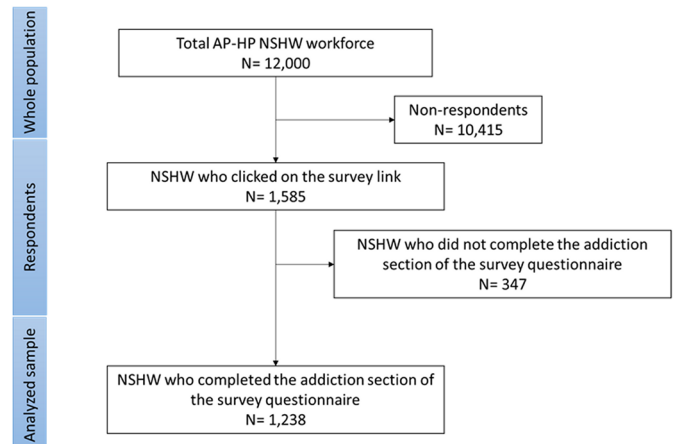 Whole population
Total AP-HP NSHW workforce
N= 12,000
Non-respondents
N= 10,415
Respondents
NSHW who clicked on the survey link
N= 1,585
NSHW who did not complete the addiction
section of the survey questionnaire
N= 347
Analyzed sample
NSHW who completed the addiction section of
the survey questionnaire
N= 1,238